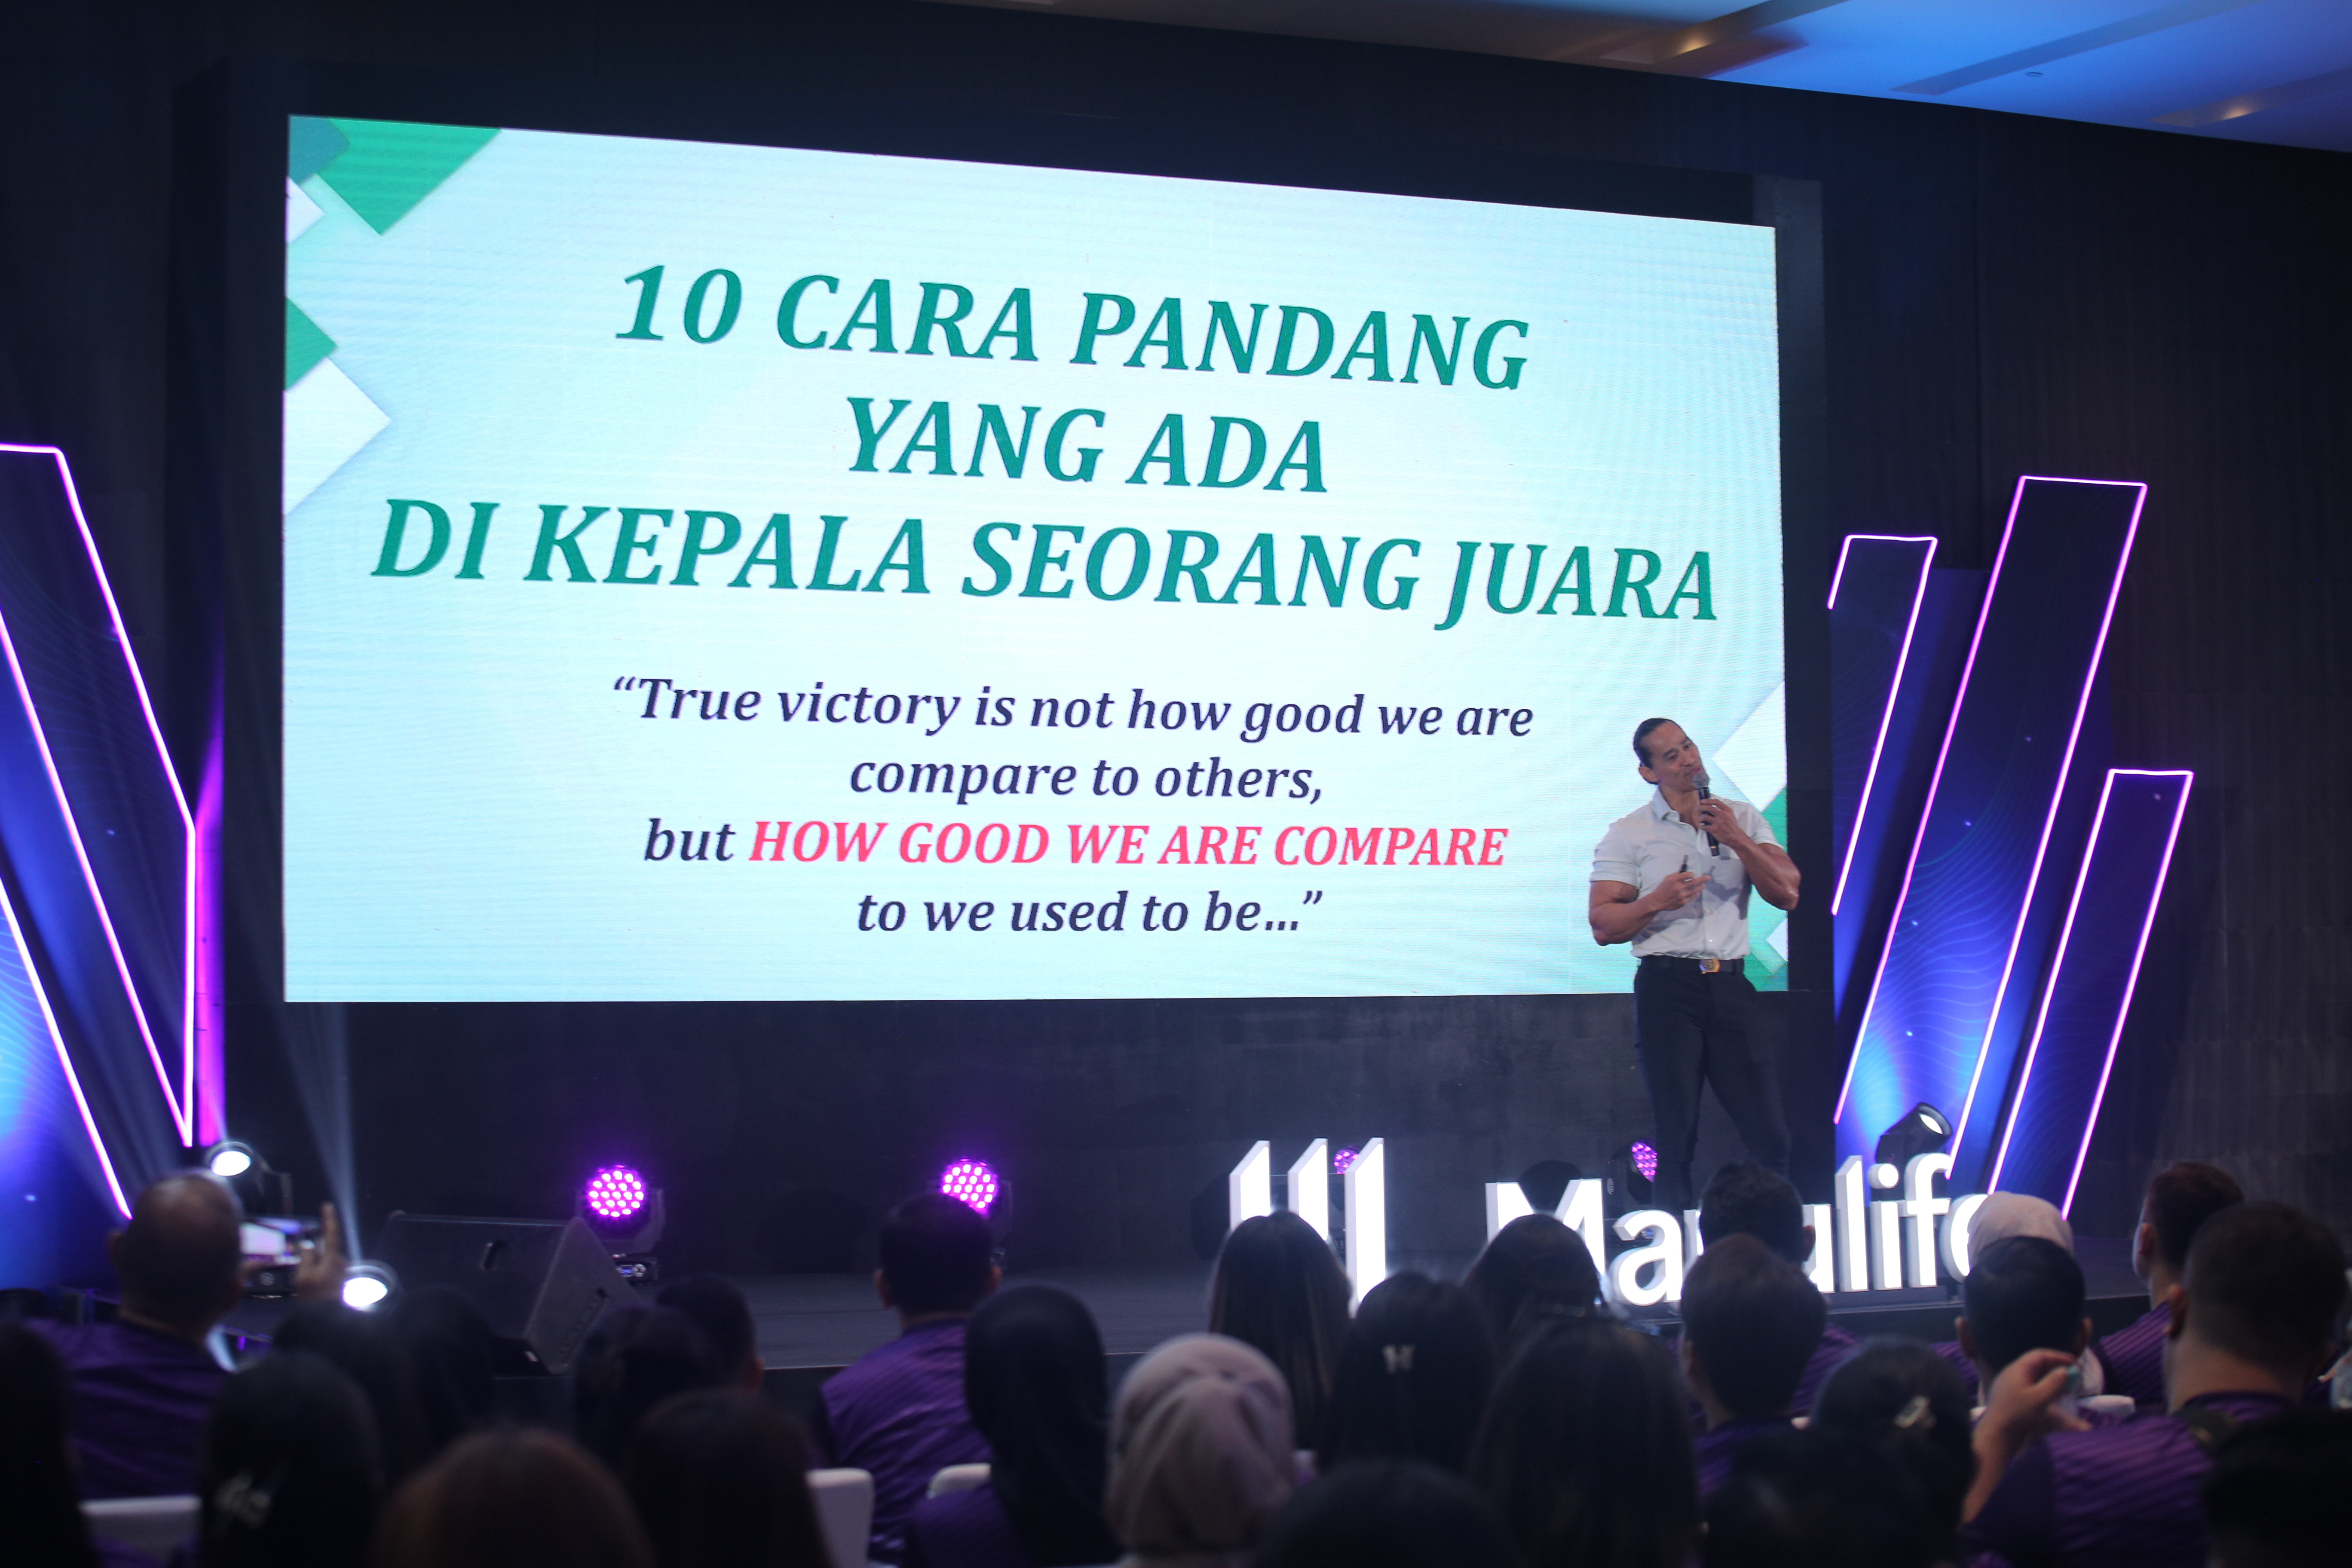 10 CARA PANDANG
YANG ADA
DI KEPALA SEORANG JUARA
“True victory is not how good we are
compare to others,
but HOW GOOD WE ARE COMPARE
to we used to be...”
Manulife